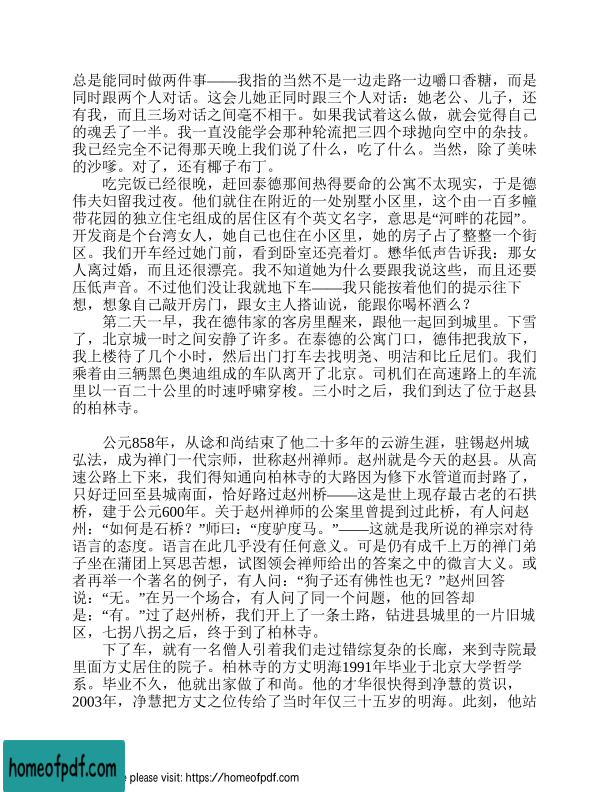 总是能同时做两件事——我指的当然不是一边走路一边嚼口香糖，而是
同时跟两个人对话。这会儿她正同时跟三个人对话：她老公、儿子，还
有我，而且三场对话之间毫不相干。如果我试着这么做，就会觉得自己
的魂丢了一半。我一直没能学会那种轮流把三四个球抛向空中的杂技。
我已经完全不记得那天晚上我们说了什么，吃了什么。当然，除了美味
的沙嗲。对了，还有椰子布丁。
吃完饭已经很晚，赶回泰德那间热得要命的公寓不太现实，于是德
伟夫妇留我过夜。他们就住在附近的一处别墅小区里，这个由一百多幢
带花园的独立住宅组成的居住区有个英文名字，意思是“河畔的花园”。
开发商是个台湾女人，她自己也住在小区里，她的房子占了整整一个街
区。我们开车经过她门前，看到卧室还亮着灯。懋华低声告诉我：那女
人离过婚，而且还很漂亮。我不知道她为什么要跟我说这些，而且还要
压低声音。不过他们没让我就地下车——我只能按着他们的提示往下
想，想象自己敲开房门，跟女主人搭讪说，能跟你喝杯酒么？
第二天一早，我在德伟家的客房里醒来，跟他一起回到城里。下雪
了，北京城一时之间安静了许多。在泰德的公寓门口，德伟把我放下，
我上楼待了几个小时，然后出门打车去找明尧、明洁和比丘尼们。我们
乘着由三辆黑色奥迪组成的车队离开了北京。司机们在高速路上的车流
里以一百二十公里的时速呼啸穿梭。三小时之后，我们到达了位于赵县
的柏林寺。
公元858年，从谂和尚结束了他二十多年的云游生涯，驻锡赵州城
弘法，成为禅门一代宗师，世称赵州禅师。赵州就是今天的赵县。从高
速公路上下来，我们得知通向柏林寺的大路因为修下水管道而封路了，
只好迂回至县城南面，恰好路过赵州桥——这是世上现存最古老的石拱
桥，建于公元600年。关于赵州禅师的公案里曾提到过此桥，有人问赵
州：“如何是石桥？”师曰：“度驴度马。”——这就是我所说的禅宗对待
语言的态度。语言在此几乎没有任何意义。可是仍有成千上万的禅门弟
子坐在蒲团上冥思苦想，试图领会禅师给出的答案之中的微言大义。或
者再举一个著名的例子，有人问：“狗子还有佛性也无？”赵州回答
说：“无。”在另一个场合，有人问了同一个问题，他的回答却
是：“有。”过了赵州桥，我们开上了一条土路，钻进县城里的一片旧城
区，七拐八拐之后，终于到了柏林寺。
下了车，就有一名僧人引着我们走过错综复杂的长廊，来到寺院最
里面方丈居住的院子。柏林寺的方丈明海1991年毕业于北京大学哲学
系。毕业不久，他就出家做了和尚。他的才华很快得到净慧的赏识，
2003年，净慧把方丈之位传给了当时年仅三十五岁的明海。此刻，他站
homeofpdf.com
e please visit: https://homeofpdf.com